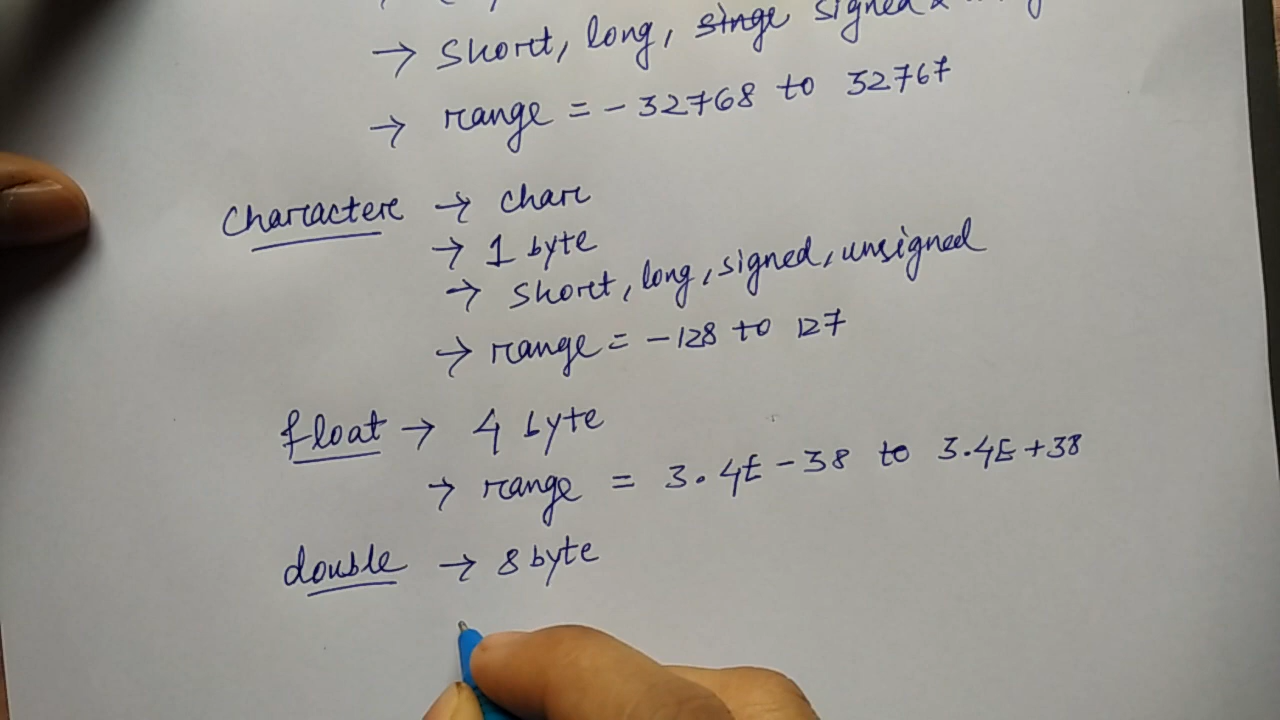 → Short, long, singe signed &
→ range = - 32768 to 32767
Character → char
→ 1 byte
→ short, long, signed, unsigned
→ range = -128 to 127
float → 4 byte
→ range = 3.4E - 38 to 3.4E +38
double → 8 byte